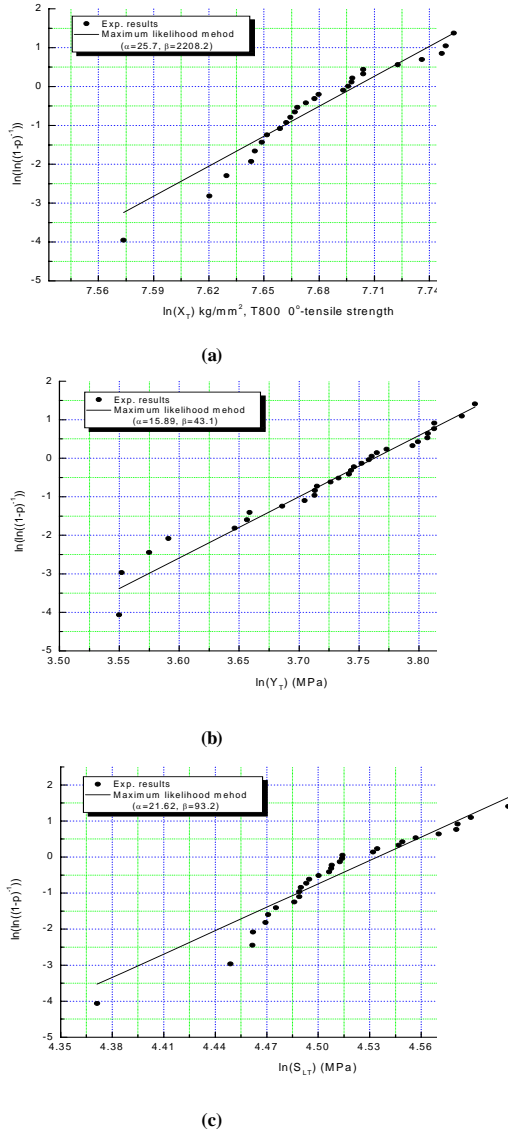 2
1
0
-1
-2
-3
-4
-5
ln(ln((1-p)^-1))
Exp. results
Maximum likelihood mehod
(α=25.7, β=2208.2)
7.56 7.59 7.62 7.65 7.68 7.71 7.74
ln(X_T) kg/mm², T800 0°-tensile strength
(a)
2
1
0
-1
-2
-3
-4
-5
ln(ln((1-p)^-1))
Exp. results
Maximum likelihood mehod
(α=15.89, β=43.1)
3.50 3.55 3.60 3.65 3.70 3.75 3.80
ln(Y_T) (MPa)
(b)
2
1
0
-1
-2
-3
-4
-5
ln(ln((1-p)^-1))
Exp. results
Maximum likelihood mehod
(α=21.62, β=93.2)
4.35 4.38 4.41 4.44 4.47 4.50 4.53 4.56
ln(S_LT) (MPa)
(c)